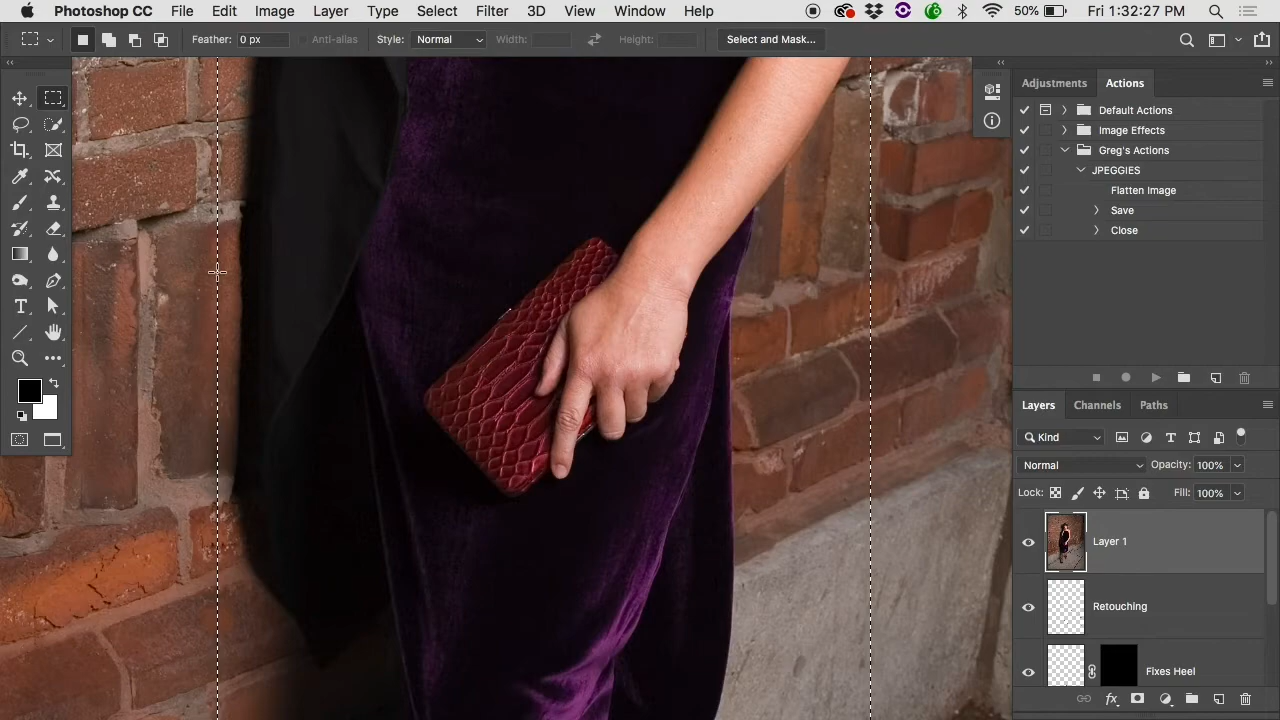 Photoshop CC File Edit Image Layer Type Select Filter 3D View Window Help 50% Fri 1:32:27 PM
Feather: 0 px Anti-alias Style: Normal Width: Height: Select and Mask...
Adjustments Actions
Default Actions
Image Effects
Greg's Actions
JPEGGIES
Flatten Image
Save
Close
Layers Channels Paths
Kind
Normal Opacity: 100%
Lock: Fill: 100%
Layer 1
Retouching
Fixes Heel